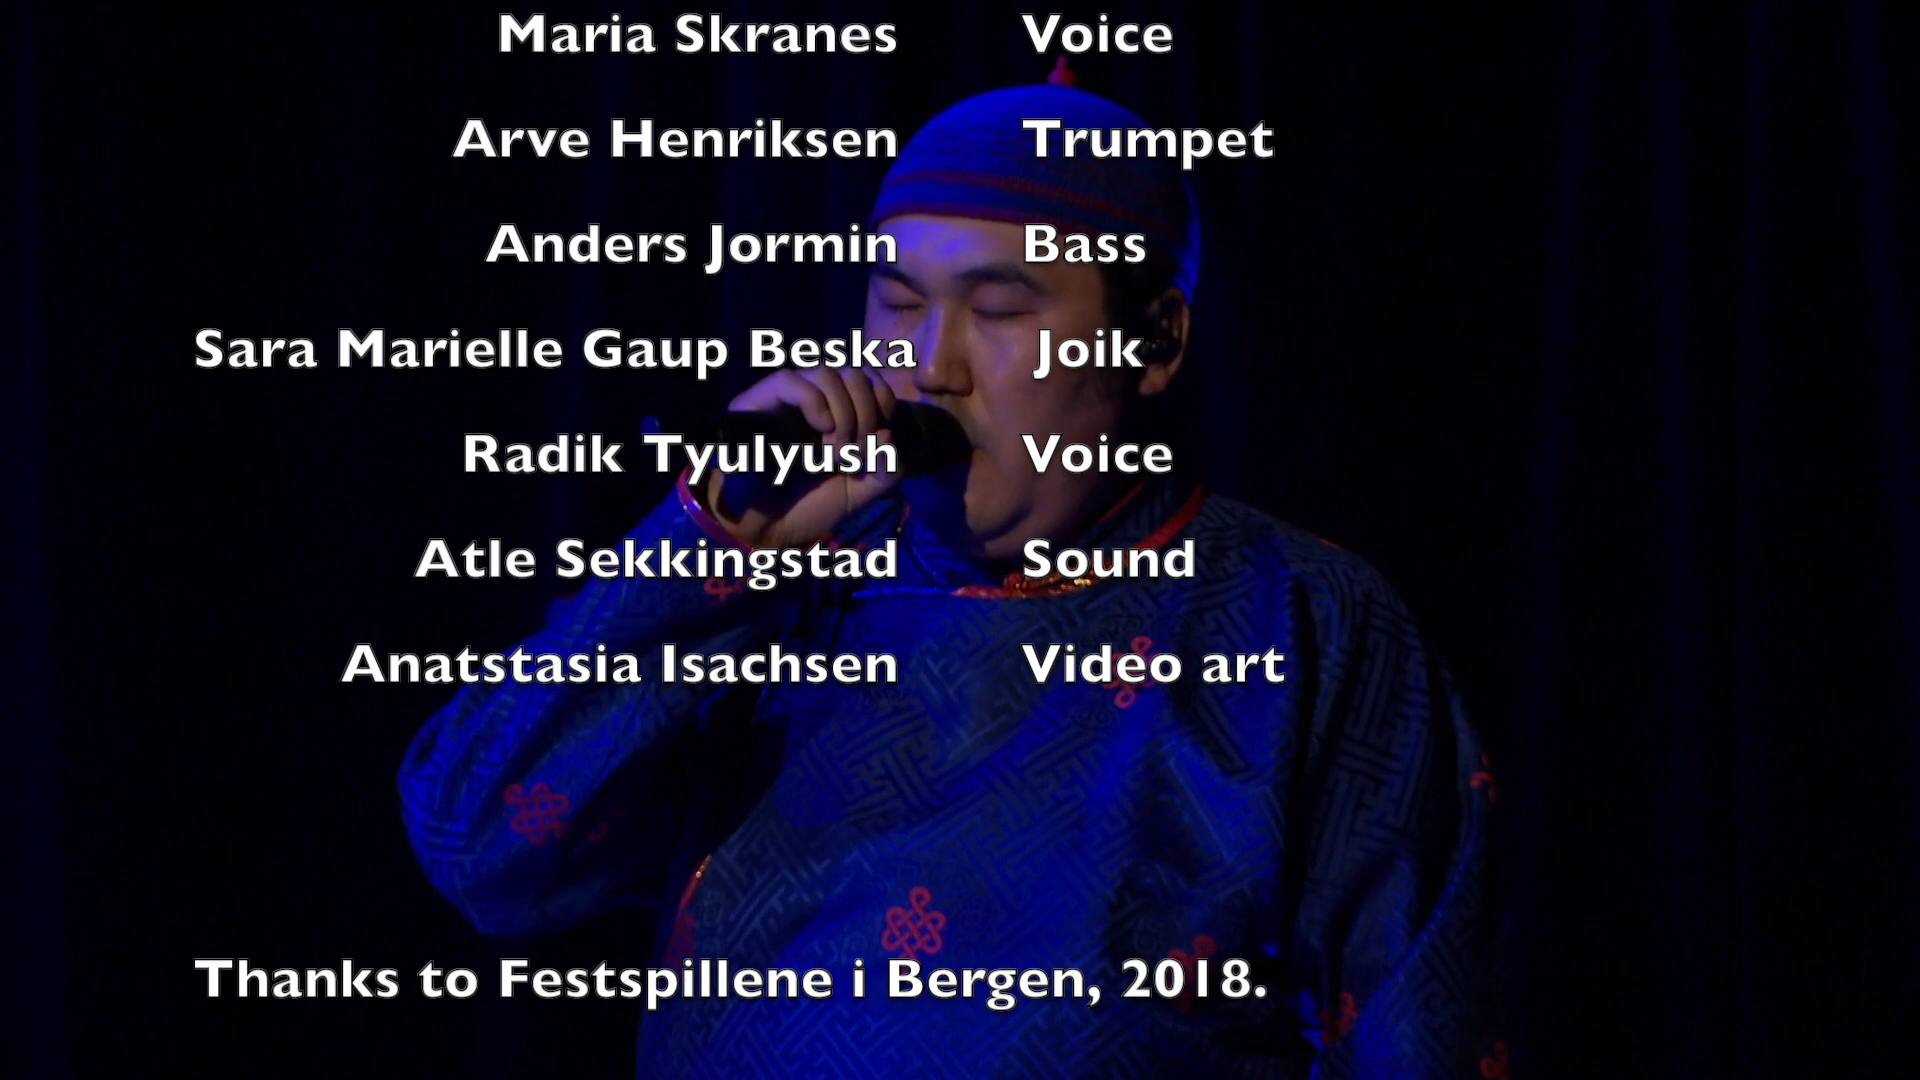 Maria Skranes Voice
Arve Henriksen Trumpet
Anders Jormin Bass
Sara Marielle Gaup Beska Joik
Radik Tyulyush Voice
Atle Sekkingstad Sound
Anatstasia Isachsen Video art
Thanks to Festspillene i Bergen, 2018.